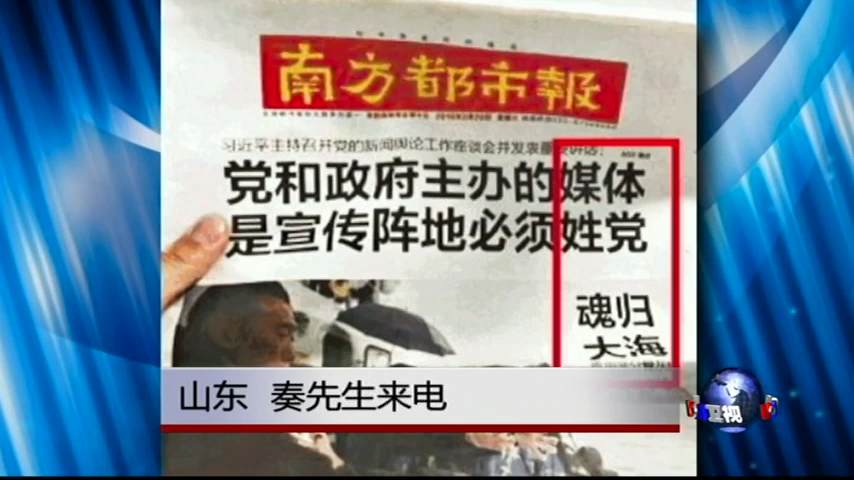 南方都市報
习近平主持召开党的新闻舆论工作座谈会并发表重要讲话：
党和政府主办的媒体
是宣传阵地必须姓党
魂归
大海
山东 奏先生来电
卫视